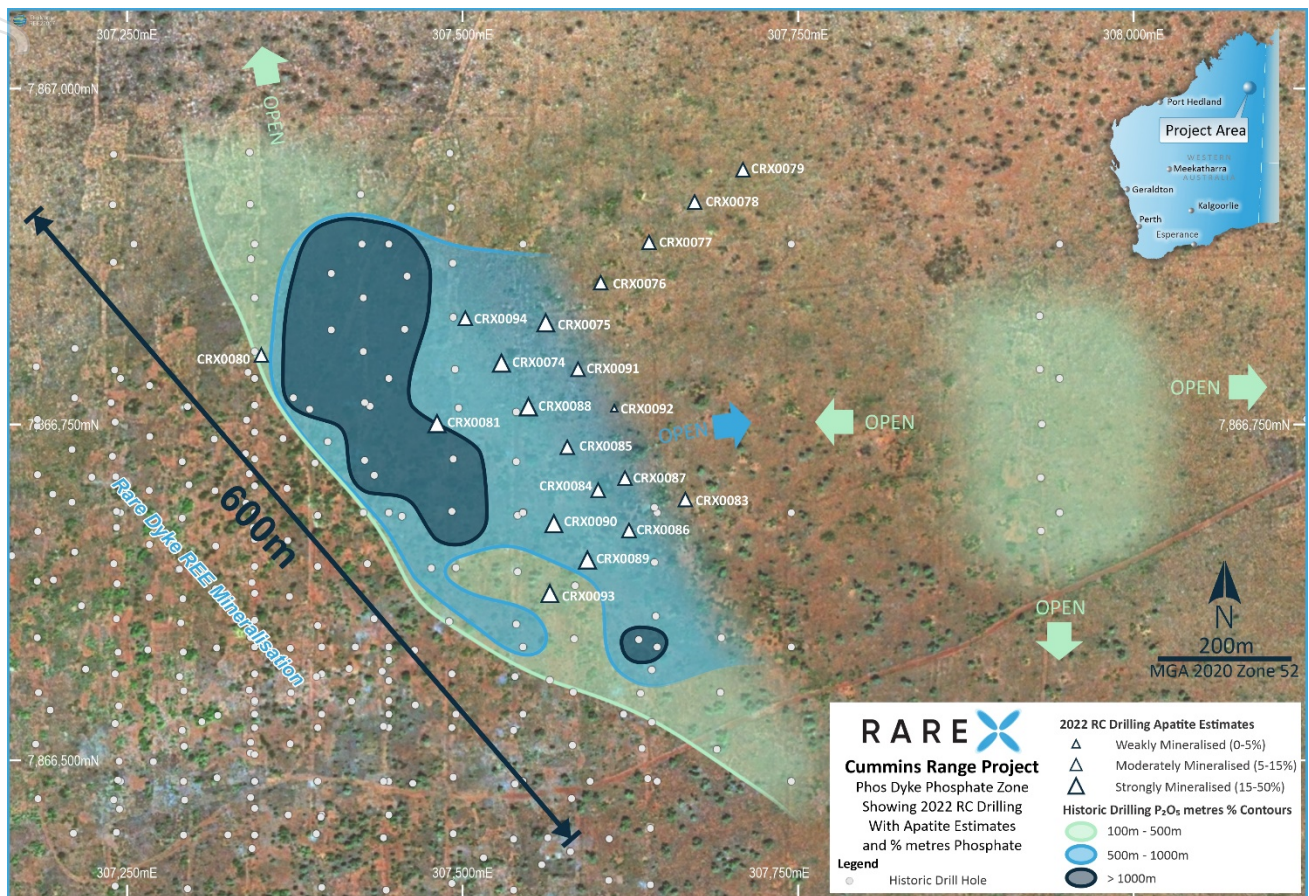 307,250mE
307,500mE
307,750mE
308,000mE
7,867,000mN
OPEN
Port Hedland
Project Area
WESTERN
AUSTRALIA
Meekatharra
Geraldton
Kalgoorlie
Perth
Esperance
CRX0079
CRX0078
CRX0077
CRX0076
CRX0094
CRX0075
CRX0080
CRX0074
CRX0091
CRX0088
CRX0092
CRX0081
CRX0085
CRX0087
CRX0084
CRX0083
CRX0090
CRX0086
CRX0089
CRX0093
OPEN
OPEN
OPEN
OPEN
7,866,750mN
7,866,750mN
600m
Rare Dyke REE Mineralisation
N
200m
MGA 2020 Zone 52
7,866,500mN
307,250mE
307,500mE
307,750mE
RAREX
Cummins Range Project
Phos Dyke Phosphate Zone
Showing 2022 RC Drilling
With Apatite Estimates
and % metres Phosphate
Legend
Historic Drill Hole
2022 RC Drilling Apatite Estimates
Weakly Mineralised (0-5%)
Moderately Mineralised (5-15%)
Strongly Mineralised (15-50%)
Historic Drilling P₂O₅ metres % Contours
100m - 500m
500m - 1000m
> 1000m